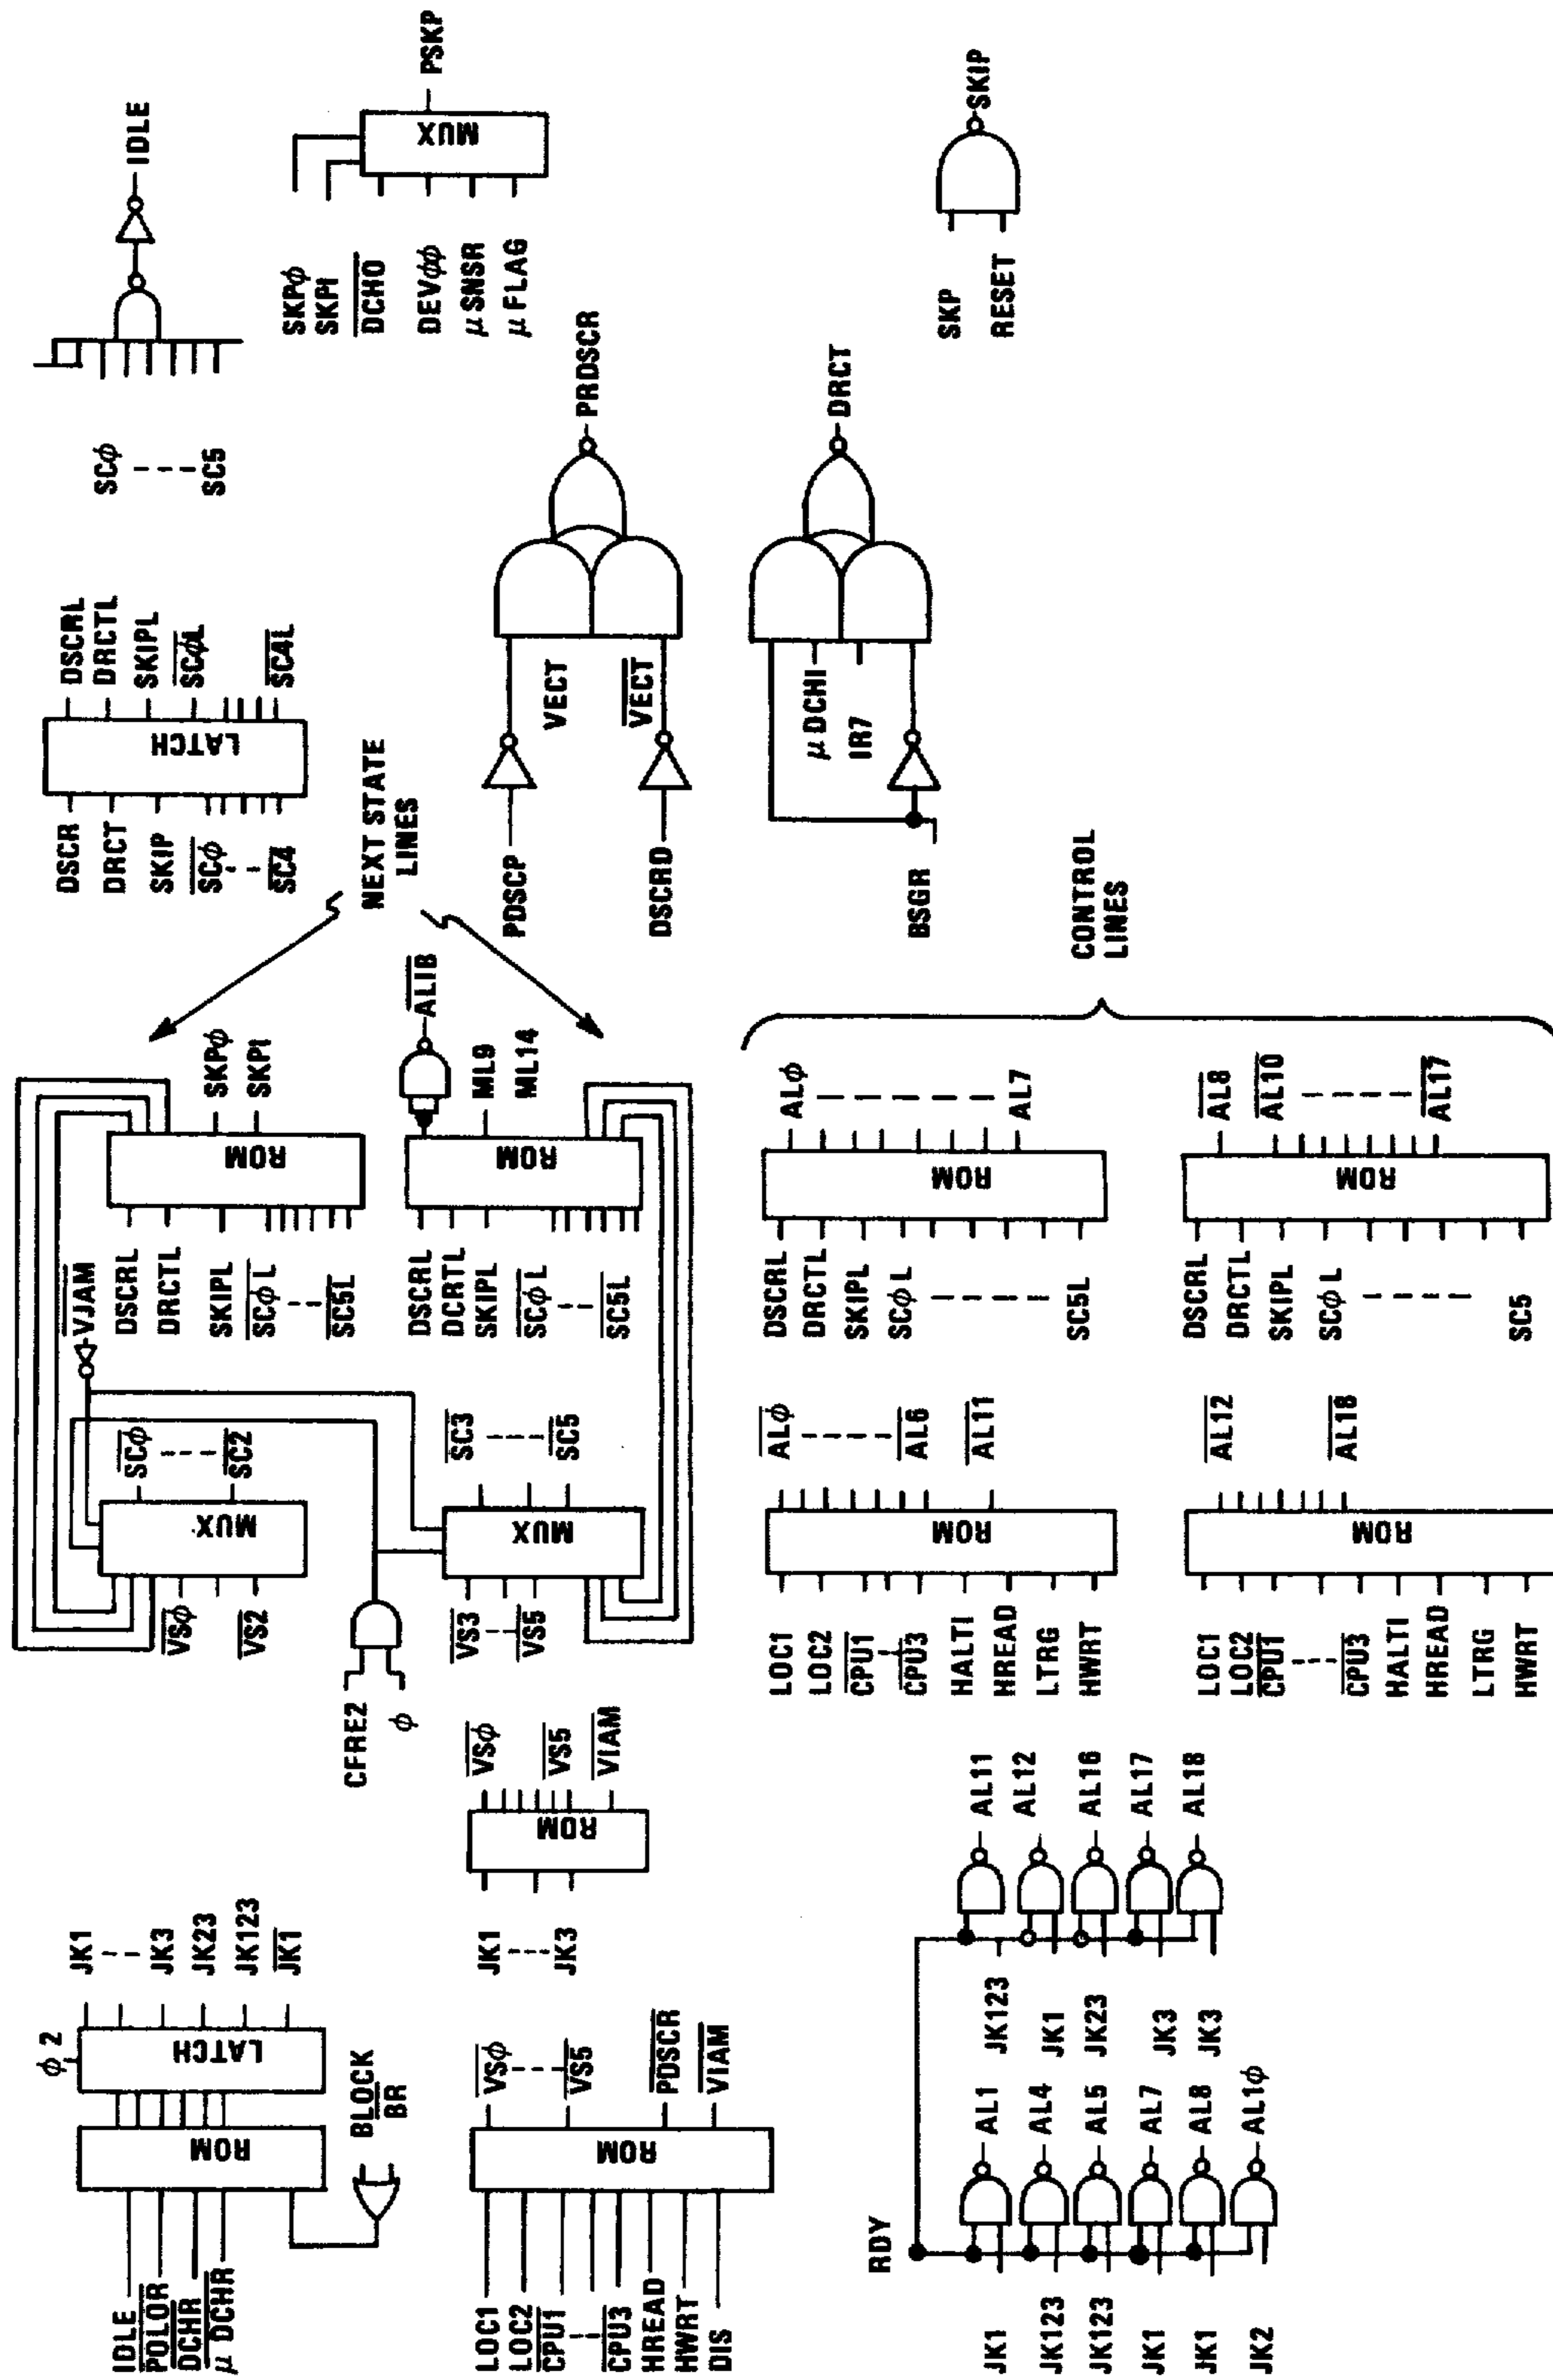 IDLE
POLOR
DCHR
μ DCHR
ROM
φ 2
LATCH
JK1
JK3
JK23
JK123
JK1
BLOCK
BR
LOC1
LOC2
CPU1
CPU3
HREAD
HWRT
DIS
ROM
VSφ
VS5
PDSCR
VIAM
JK1
JK3
ROM
VSφ
VS5
VIAM
CFRE2
φ
VSφ
VS2
MUX
SCφ
SC2
VJAM
VS3
VS5
MUX
SC3
SC5
DSCRL
DRCTL
SKIPL
SCφL
SC5L
ROM
SKPφ
SKP1
DSCRL
DCRTL
SKIPL
SCφL
SC5L
ROM
ALIB
ML9
ML14
NEXT STATE
LINES
DSCR
DRCT
SKIP
SCφ
SC4
LATCH
DSCRL
DRCTL
SKIPL
SCφL
SC4L
SCφ
SC5
IDLE
SKPφ
SKP1
DCHO
DEVφφ
μSNSR
μFLAG
MUX
PSKP
PDSCP
VECT
VECT
DSCRD
PRDSCR
BSGR
μDCHI
IR7
DRCT
SKP
RESET
SKIP
RDY
JK1
JK123
JK123
JK1
JK1
JK2
AL1
AL4
AL5
AL7
AL8
AL1φ
JK123
JK1
JK23
JK3
JK3
AL11
AL12
AL16
AL17
AL18
LOC1
LOC2
CPU1
CPU3
HALTI
HREAD
LTRG
HWRT
ROM
ALφ
AL6
AL11
DSCRL
DRCTL
SKIPL
SCφL
SC5L
ROM
ALφ
AL7
CONTROL
LINES
LOC1
LOC2
CPU1
CPU3
HALTI
HREAD
LTRG
HWRT
ROM
AL12
AL18
DSCRL
DRCTL
SKIPL
SCφL
SC5
ROM
AL8
AL10
AL17